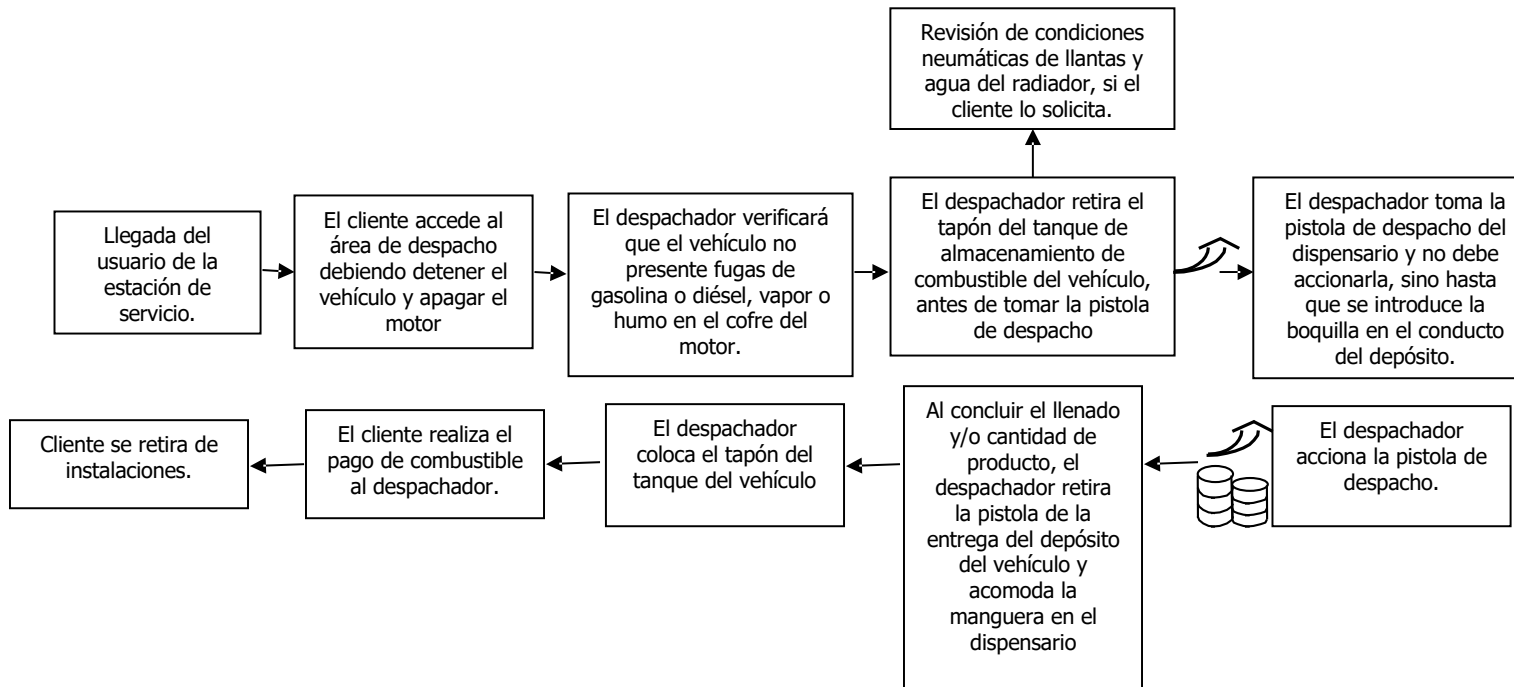 Revisión de condiciones
neumáticas de llantas y
agua del radiador, si el
cliente lo solicita.
Llegada del
usuario de la
estación de
servicio.
El cliente accede al
área de despacho
debiendo detener el
vehículo y apagar el
motor
El despachador verificará
que el vehículo no
presente fugas de
gasolina o diésel, vapor o
humo en el cofre del
motor.
El despachador retira el
tapón del tanque de
almacenamiento de
combustible del vehículo,
antes de tomar la pistola
de despacho
El despachador toma la
pistola de despacho del
dispensario y no debe
accionarla, sino hasta
que se introduce la
boquilla en el conducto
del depósito.
El despachador
acciona la pistola de
despacho.
Al concluir el llenado
y/o cantidad de
producto, el
despachador retira
la pistola de la
entrega del depósito
del vehículo y
acomoda la
manguera en el
dispensario
El despachador
coloca el tapón del
tanque del vehículo
El cliente realiza el
pago de combustible
al despachador.
Cliente se retira de
instalaciones.